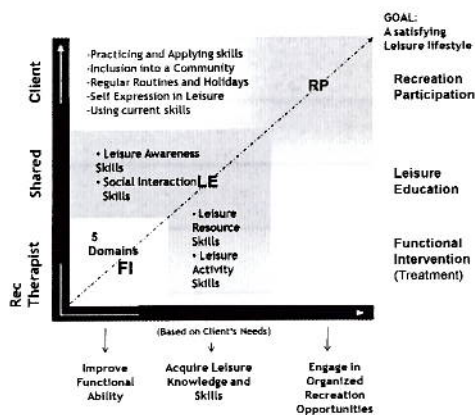 GOAL:
A satisfying
Leisure lifestyle
Client
-Practicing and Applying skills
-Inclusion into a Community
-Regular Routines and Holidays
-Self Expression in Leisure
-Using current skills
RP
Recreation
Participation
Shared
• Leisure Awareness
Skills
• Social Interaction
Skills
LE
Leisure
Education
• Leisure
Resource
Skills
• Leisure
Activity
Skills
Rec
Therapist
5
Domains
FI
Functional
Intervention
(Treatment)
(Based on Client's Needs)
Improve
Functional
Ability
Acquire Leisure
Knowledge and
Skills
Engage in
Organized
Recreation
Opportunities